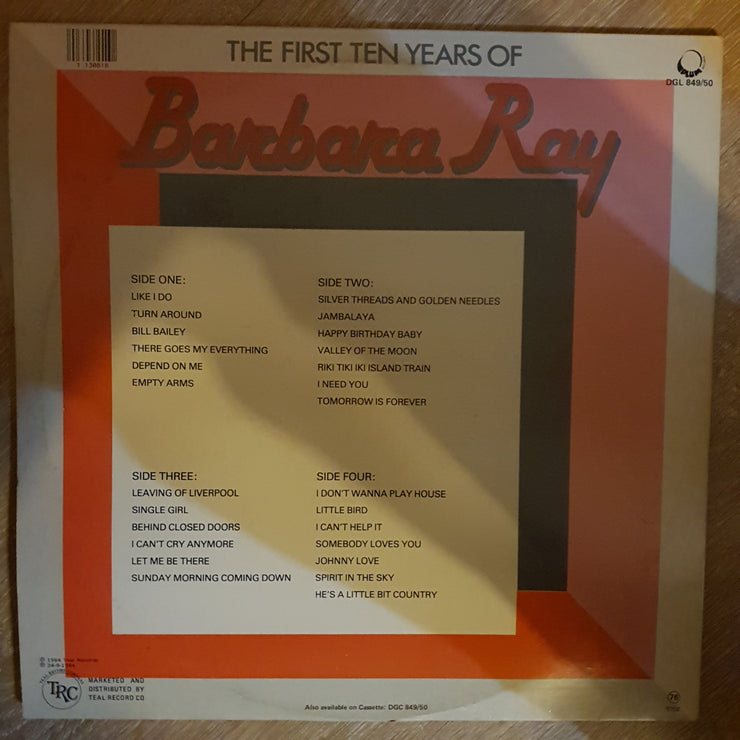 THE FIRST TEN YEARS OF
Barbara Ray
DGL 849/50
SIDE ONE:
LIKE I DO
TURN AROUND
BILL BAILEY
THERE GOES MY EVERYTHING
DEPEND ON ME
EMPTY ARMS
SIDE TWO:
SILVER THREADS AND GOLDEN NEEDLES
JAMBALAYA
HAPPY BIRTHDAY BABY
VALLEY OF THE MOON
RIKI TIKI IKI ISLAND TRAIN
I NEED YOU
TOMORROW IS FOREVER
SIDE THREE:
LEAVING OF LIVERPOOL
SINGLE GIRL
BEHIND CLOSED DOORS
I CAN'T CRY ANYMORE
LET ME BE THERE
SUNDAY MORNING COMING DOWN
SIDE FOUR:
I DON'T WANNA PLAY HOUSE
LITTLE BIRD
I CAN'T HELP IT
SOMEBODY LOVES YOU
JOHNNY LOVE
SPIRIT IN THE SKY
HE'S A LITTLE BIT COUNTRY
1984 Teal Records
TRC
MARKETED AND
DISTRIBUTED BY
TEAL RECORD CO
Also available on Cassette: DGC 849/50